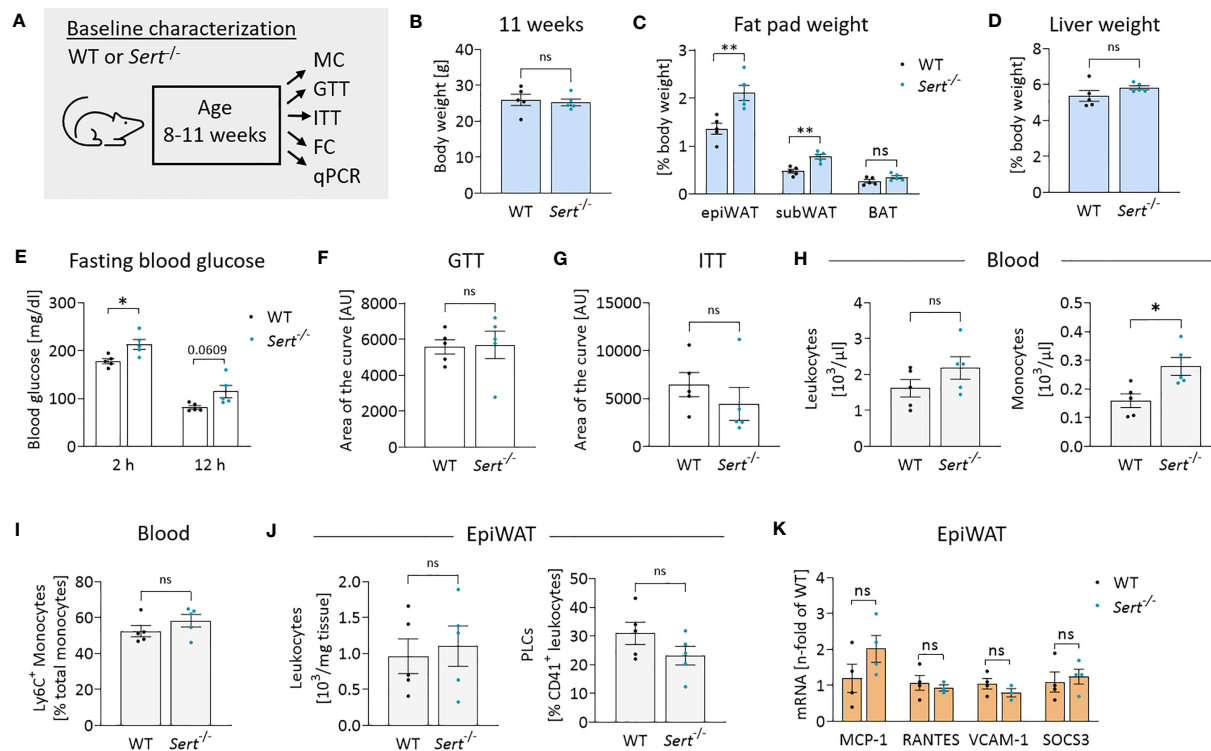 A
Baseline characterization
WT or Sert-/-
Age
8-11 weeks
MC
GTT
ITT
FC
qPCR
B
11 weeks
Body weight [g]
40
30
20
10
0
ns
WT
Sert-/-
C
Fat pad weight
[% body weight]
3
2
1
0
**
**
ns
epiWAT
subWAT
BAT
WT
Sert-/-
D
Liver weight
[% body weight]
8
6
4
2
0
ns
WT
Sert-/-
E
Fasting blood glucose
Blood glucose [mg/dl]
300
200
100
0
*
0.0609
2 h
12 h
WT
Sert-/-
F
GTT
Area of the curve [AU]
8000
6000
4000
2000
0
ns
WT
Sert-/-
G
ITT
Area of the curve [AU]
15000
10000
5000
0
ns
WT
Sert-/-
H
Blood
Leukocytes
[10³/µl]
4
3
2
1
0
ns
WT
Sert-/-
Monocytes
[10³/µl]
0.5
0.4
0.3
0.2
0.1
0.0
*
WT
Sert-/-
I
Blood
Ly6C+ Monocytes
[% total monocytes]
100
80
60
40
20
0
ns
WT
Sert-/-
J
EpiWAT
Leukocytes
[10³/mg tissue]
2.0
1.5
1.0
0.5
0.0
ns
WT
Sert-/-
PLCs
[% CD41+ leukocytes]
50
40
30
20
10
0
ns
WT
Sert-/-
K
EpiWAT
mRNA [n-fold of WT]
4
3
2
1
0
ns
ns
ns
ns
MCP-1
RANTES
VCAM-1
SOCS3
WT
Sert-/-